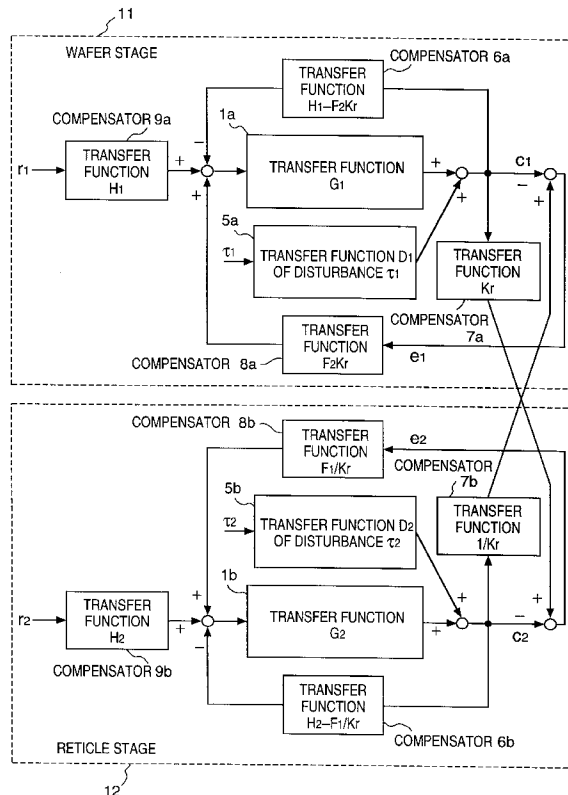 11
WAFER STAGE
COMPENSATOR 6a
TRANSFER
FUNCTION
H1–F2Kr
COMPENSATOR 9a
1a
r1
TRANSFER
FUNCTION
H1
+
−
+
TRANSFER FUNCTION
G1
+
+
C1
−
+
5a
τ1
TRANSFER FUNCTION D1
OF DISTURBANCE τ1
TRANSFER
FUNCTION
Kr
COMPENSATOR
7a
COMPENSATOR 8a
TRANSFER
FUNCTION
F2Kr
e1
COMPENSATOR 8b
TRANSFER
FUNCTION
F1/Kr
e2
COMPENSATOR
7b
5b
τ2
TRANSFER FUNCTION D2
OF DISTURBANCE τ2
TRANSFER
FUNCTION
1/Kr
1b
r2
TRANSFER
FUNCTION
H2
+
+
−
TRANSFER FUNCTION
G2
+
+
−
+
C2
COMPENSATOR 9b
TRANSFER
FUNCTION
H2–F1/Kr
COMPENSATOR 6b
RETICLE STAGE
12